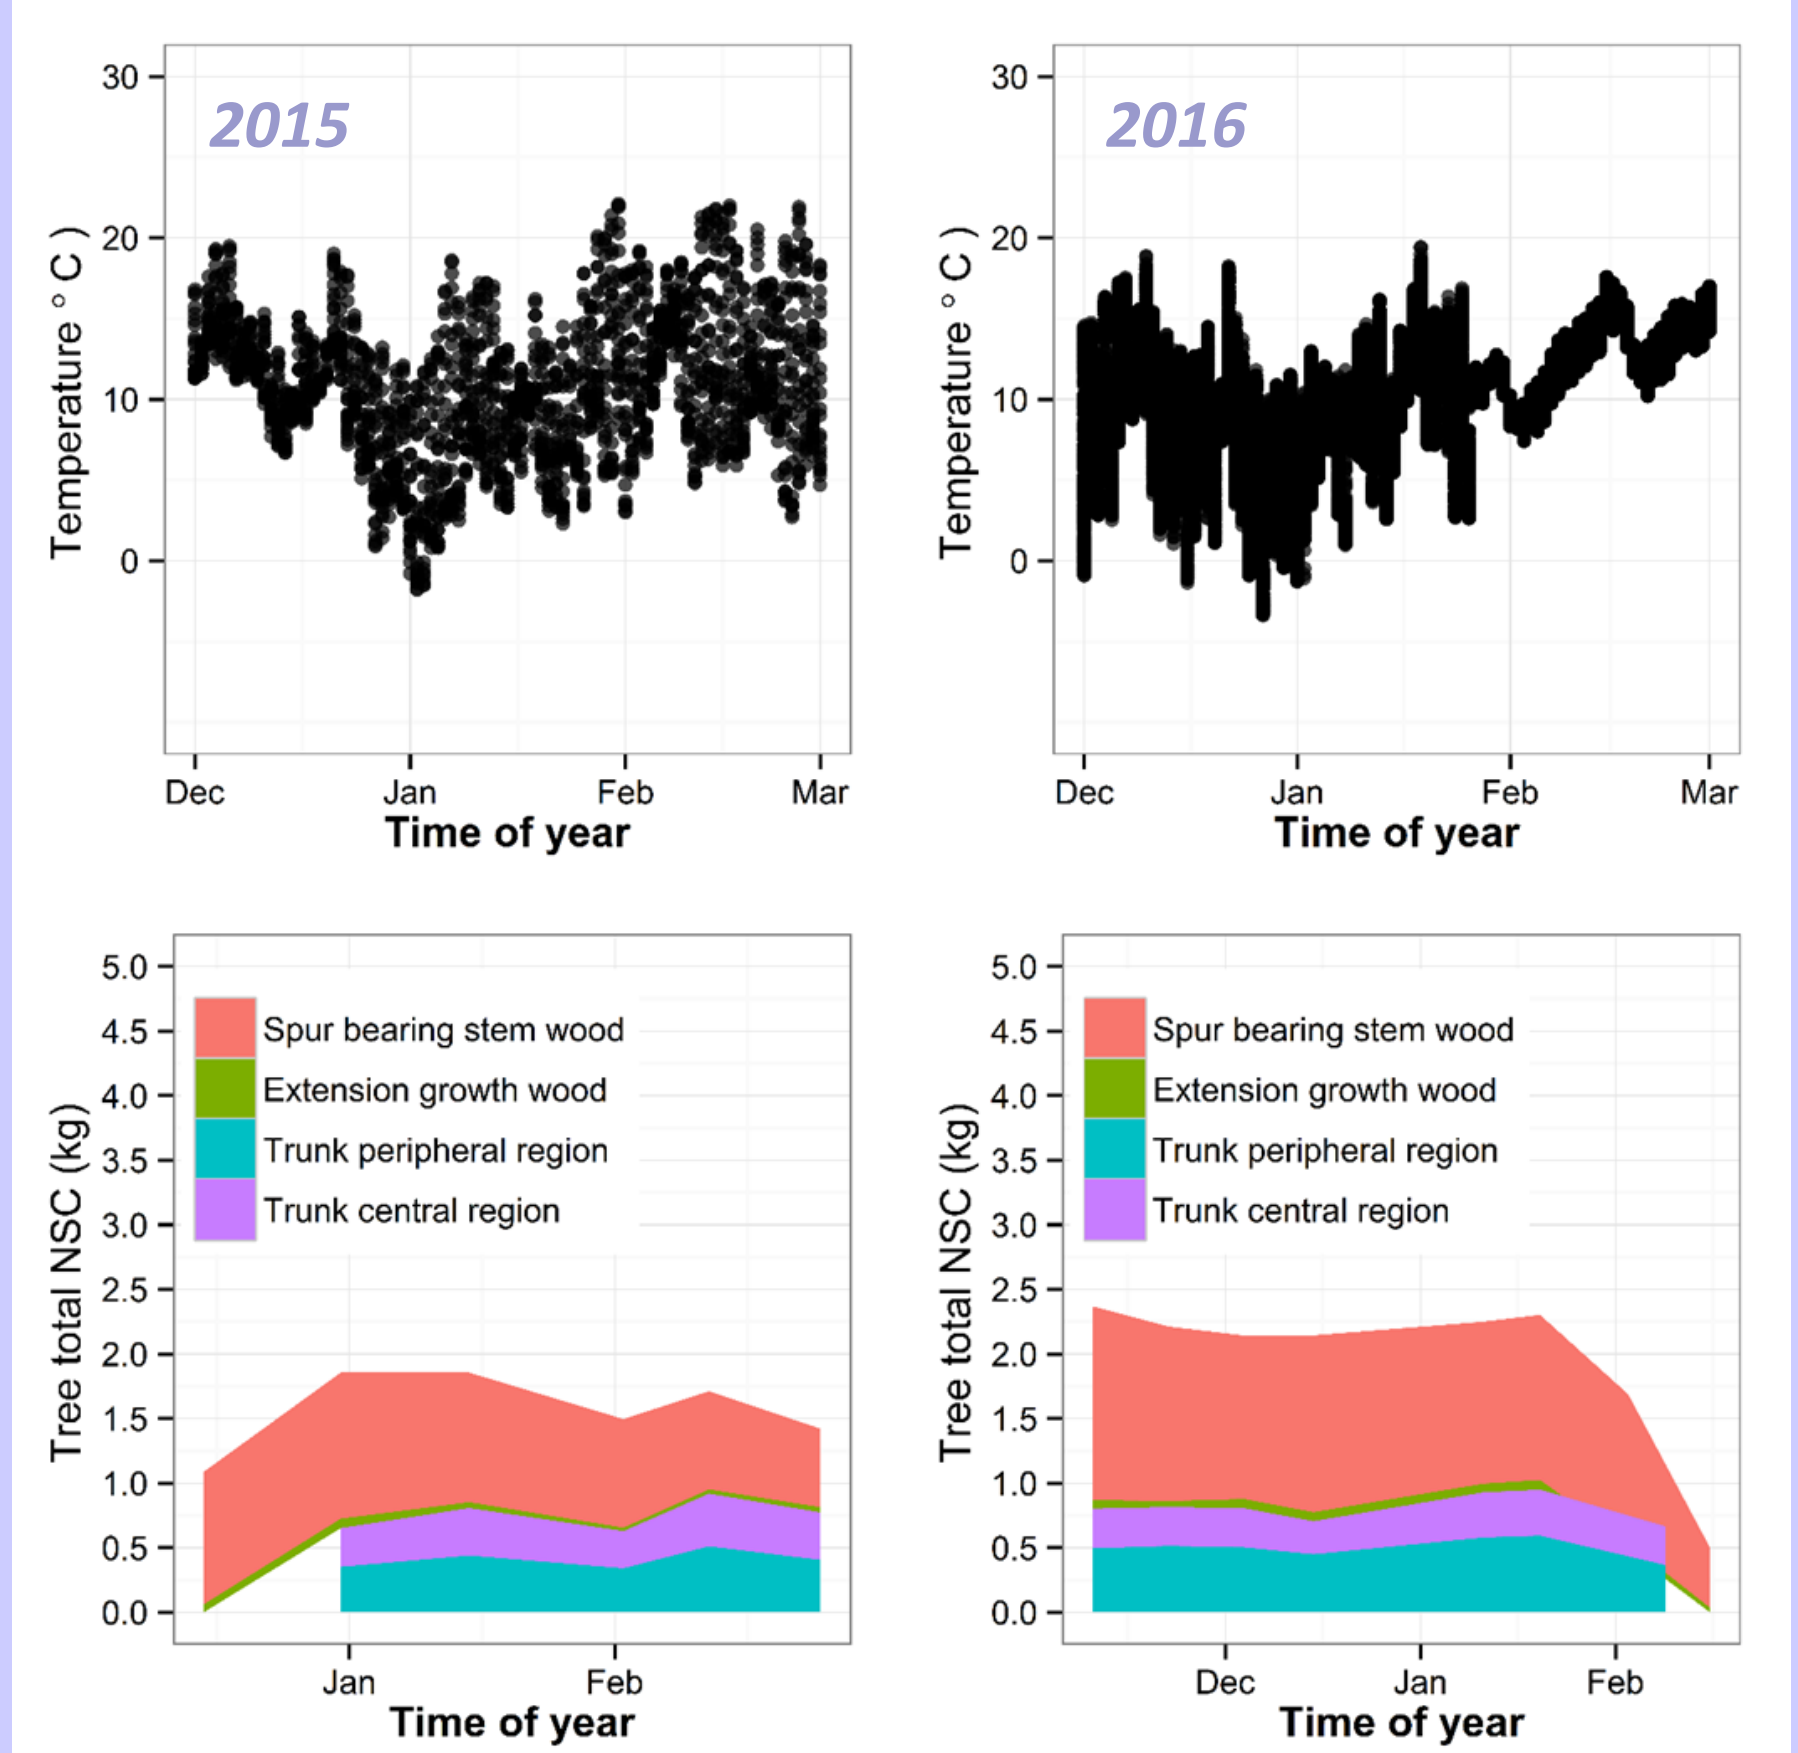 2015
30
20
10
0
Temperature ° C )
Dec Jan Feb Mar
Time of year
2016
30
20
10
0
Temperature ° C )
Dec Jan Feb Mar
Time of year
5.0
4.5
4.0
3.5
3.0
2.5
2.0
1.5
1.0
0.5
0.0
Tree total NSC (kg)
Spur bearing stem wood
Extension growth wood
Trunk peripheral region
Trunk central region
Jan Feb
Time of year
5.0
4.5
4.0
3.5
3.0
2.5
2.0
1.5
1.0
0.5
0.0
Tree total NSC (kg)
Spur bearing stem wood
Extension growth wood
Trunk peripheral region
Trunk central region
Dec Jan Feb
Time of year